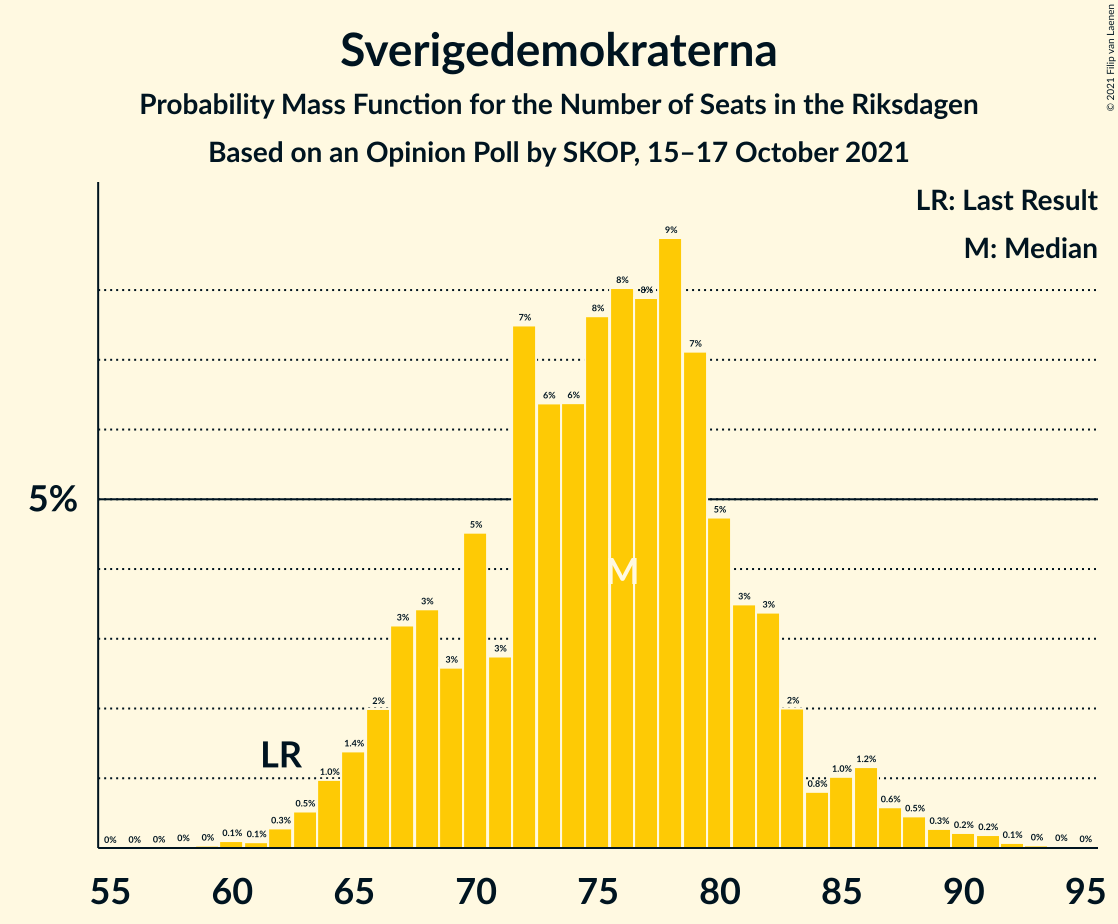 Sverigedemokraterna
Probability Mass Function for the Number of Seats in the Riksdagen
Based on an Opinion Poll by SKOP, 15–17 October 2021
© 2021 Filip van Laenen
LR: Last Result
M: Median
5%
0% 0% 0% 0% 0% 0.1% 0.1% 0.3% 0.5% 1.0% 1.4% 2% 3% 3% 3% 5% 3% 7% 6% 6% 8% 8% 8% 9% 7% 5% 3% 3% 2% 0.8% 1.0% 1.2% 0.6% 0.5% 0.3% 0.2% 0.2% 0.1% 0% 0% 0%
LR
M
55 60 65 70 75 80 85 90 95